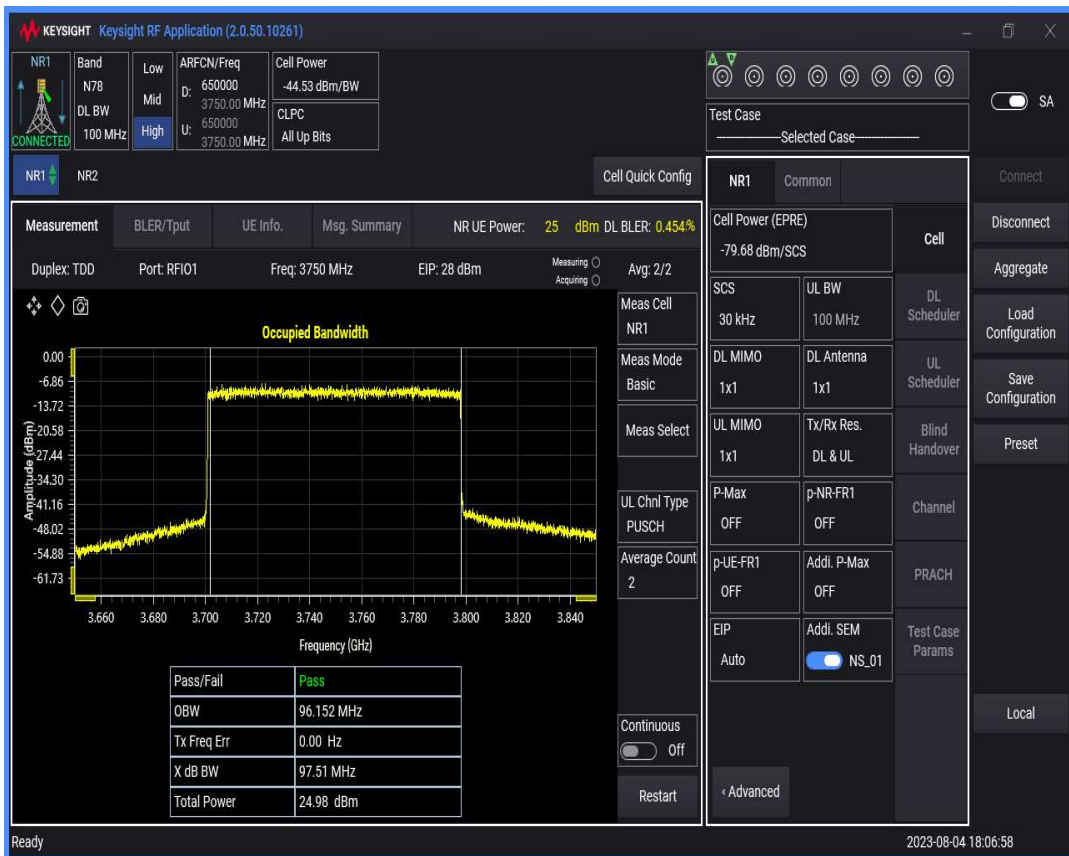 KEYSIGHT Keysight RF Application (2.0.50.10261)
NR1
CONNECTED
Band
N78
DL BW
100 MHz
Low
Mid
High
ARFCN/Freq
D: 650000
3750.00 MHz
U: 650000
3750.00 MHz
Cell Power
-44.53 dBm/BW
CLPC
All Up Bits
Test Case
Selected Case
SA
NR1
NR2
Cell Quick Config
Measurement
BLER/Tput
UE Info.
Msg. Summary
NR UE Power: 25 dBm DL BLER: 0.454%
Duplex: TDD
Port: RFIO1
Freq: 3750 MHz
EIP: 28 dBm
Measuring
Acquiring
Avg: 2/2
Occupied Bandwidth
Amplitude (dBm)
0.00
-6.86
-13.72
-20.58
-27.44
-34.30
-41.16
-48.02
-54.88
-61.73
3.660 3.680 3.700 3.720 3.740 3.760 3.780 3.800 3.820 3.840
Frequency (GHz)
Pass/Fail Pass
OBW 96.152 MHz
Tx Freq Err 0.00 Hz
X dB BW 97.51 MHz
Total Power 24.98 dBm
Meas Cell
NR1
Meas Mode
Basic
Meas Select
UL Chnl Type
PUSCH
Average Count
2
Continuous
Off
Restart
NR1
Common
Cell Power (EPRE)
-79.68 dBm/SCS
SCS
30 kHz
UL BW
100 MHz
DL MIMO
1x1
DL Antenna
1x1
UL MIMO
1x1
Tx/Rx Res.
DL & UL
P-Max
OFF
p-NR-FR1
OFF
p-UE-FR1
OFF
Addi. P-Max
OFF
EIP
Auto
Addi. SEM
NS_01
‹ Advanced
Cell
DL
Scheduler
UL
Scheduler
Blind
Handover
Channel
PRACH
Test Case
Params
Connect
Disconnect
Aggregate
Load
Configuration
Save
Configuration
Preset
Local
Ready
2023-08-04 18:06:58